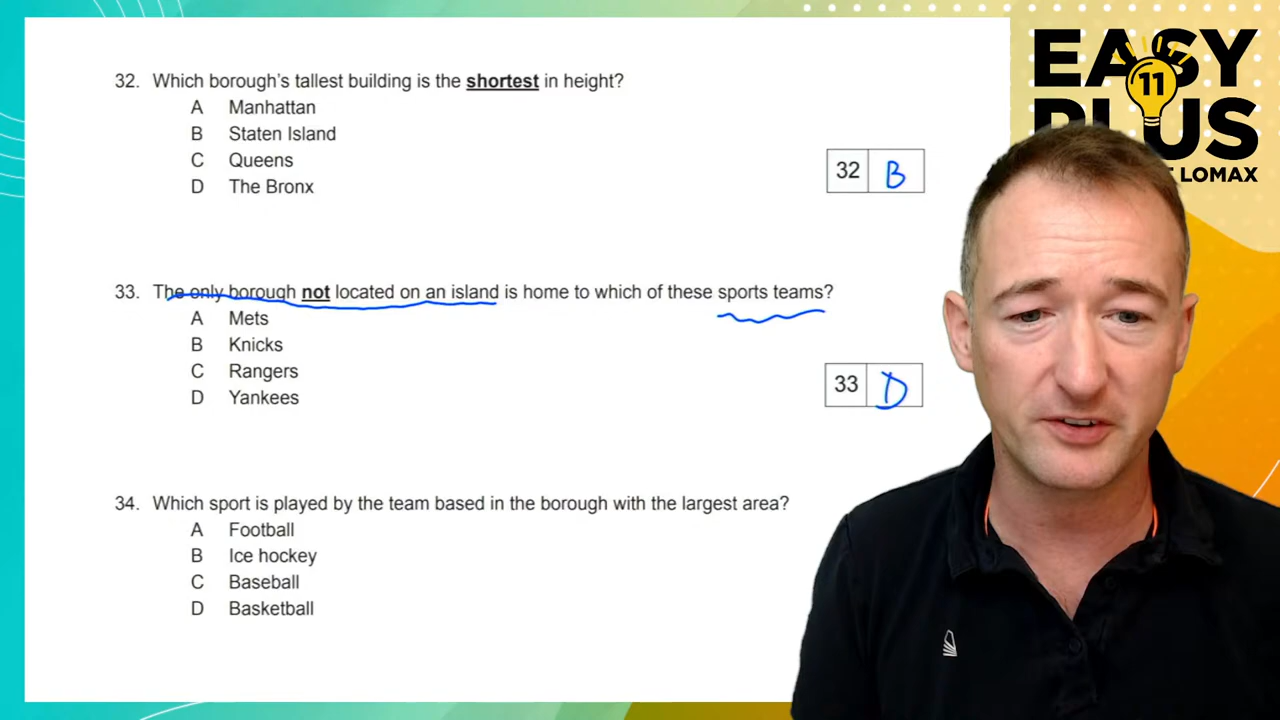 EASY
11
PLUS
LOMAX
32. Which borough's tallest building is the shortest in height?
A Manhattan
B Staten Island
C Queens
D The Bronx
32 B
33. The only borough not located on an island is home to which of these sports teams?
A Mets
B Knicks
C Rangers
D Yankees
33 D
34. Which sport is played by the team based in the borough with the largest area?
A Football
B Ice hockey
C Baseball
D Basketball